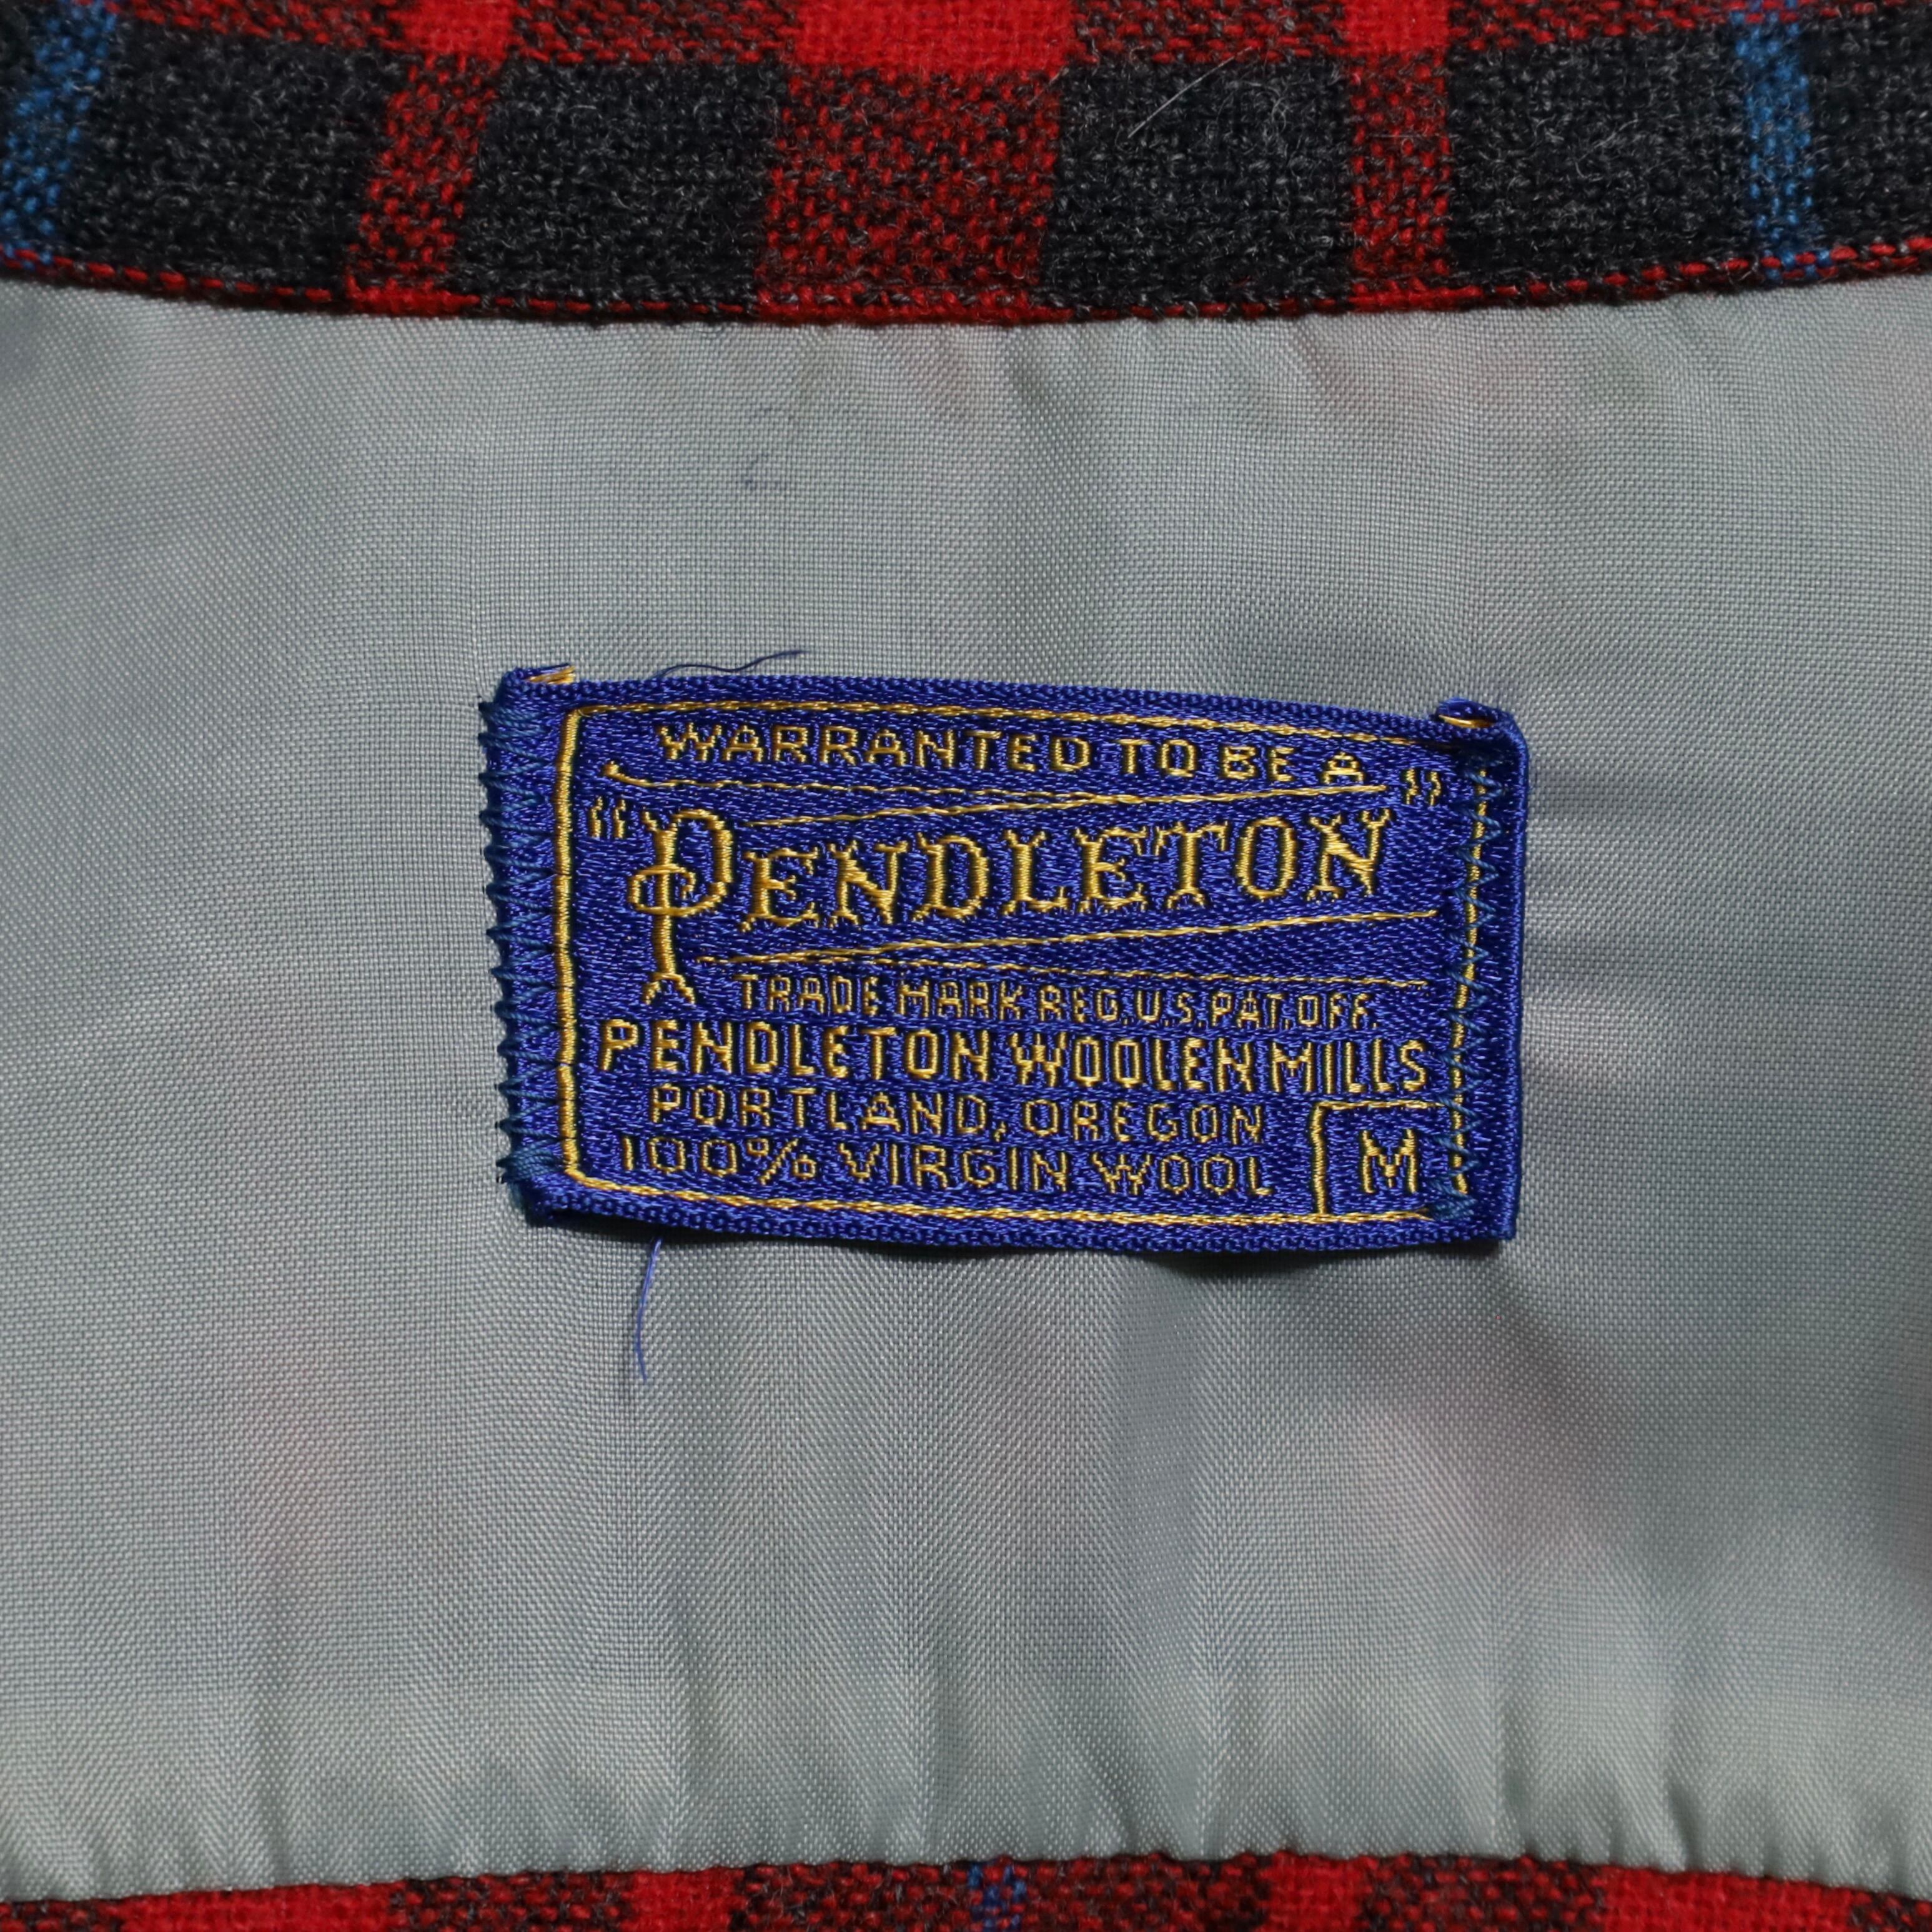 WARRANTED TO BE A
"PENDLETON"
TRADE MARK REG. U.S. PAT. OFF.
PENDLETON WOOLEN MILLS
PORTLAND, OREGON
100% VIRGIN WOOL
M